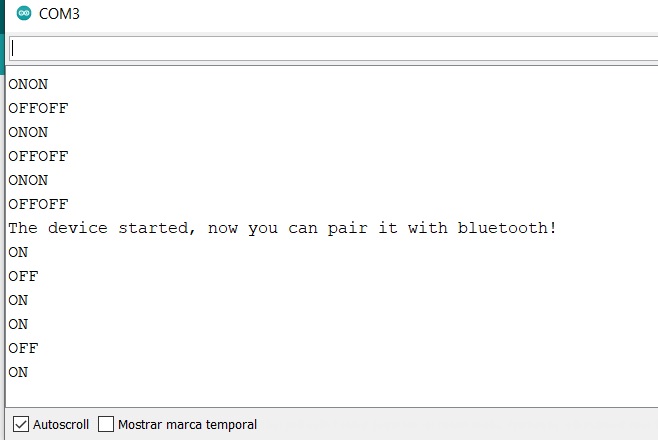 COM3
ONON
OFFOFF
ONON
OFFOFF
ONON
OFFOFF
The device started, now you can pair it with bluetooth!
ON
OFF
ON
ON
OFF
ON
Autoscroll Mostrar marca temporal